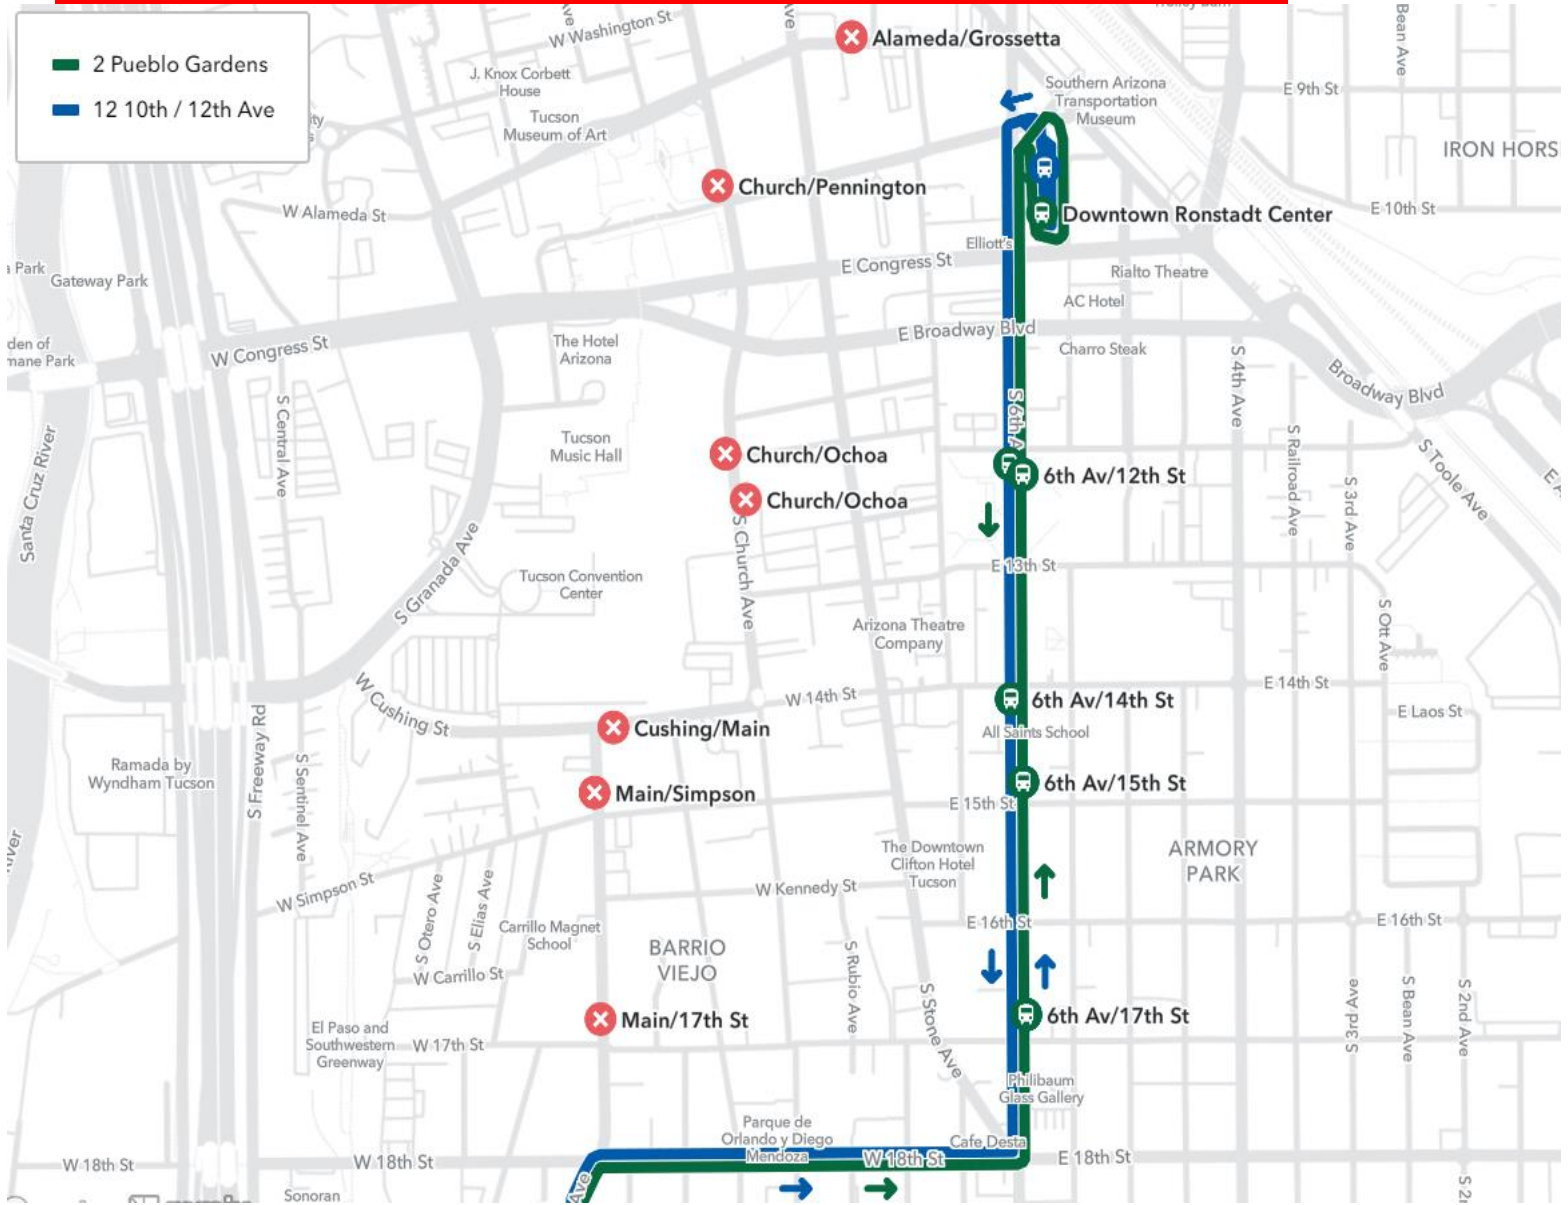 2 Pueblo Gardens
12 10th / 12th Ave
W Washington St
Ave
Alameda/Grossetta
Bean Ave
J. Knox Corbett
House
Tucson
Museum of Art
Southern Arizona
Transportation
Museum
E 9th St
IRON HORS
Church/Pennington
W Alameda St
Downtown Ronstadt Center
E 10th St
Elliott's
E Congress St
Rialto Theatre
a Park
Gateway Park
AC Hotel
E Broadway Blvd
den of
mane Park
W Congress St
The Hotel
Arizona
Charro Steak
S 4th Ave
Broadway Blvd
S Central Ave
S 6th A
Santa Cruz River
Tucson
Music Hall
Church/Ochoa
6th Av/12th St
S Railroad Ave
S 3rd Ave
S Toole Ave
Church/Ochoa
S Church Ave
S Granada Ave
E 13th St
Tucson Convention
Center
Arizona Theatre
Company
S Ott Ave
W Cushing St
W 14th St
6th Av/14th St
E 14th St
E Laos St
Cushing/Main
All Saints School
S Freeway Rd
S Sentinel Ave
Ramada by
Wyndham Tucson
Main/Simpson
6th Av/15th St
E 15th St
The Downtown
Clifton Hotel
Tucson
ARMORY
PARK
W Simpson St
S Otero Ave
S Elias Ave
W Kennedy St
Carrillo Magnet
School
E 16th St
E 16th St
BARRIO
VIEJO
W Carrillo St
S Rubio Ave
S Stone Ave
S 3rd Ave
S Bean Ave
S 2nd Ave
Main/17th St
6th Av/17th St
El Paso and
Southwestern
Greenway
W 17th St
Philibaum
Glass Gallery
Parque de
Orlando y Diego
Mendoza
Cafe Desta
W 18th St
W 18th St
W 18th St
E 18th St
Ave
Sonoran